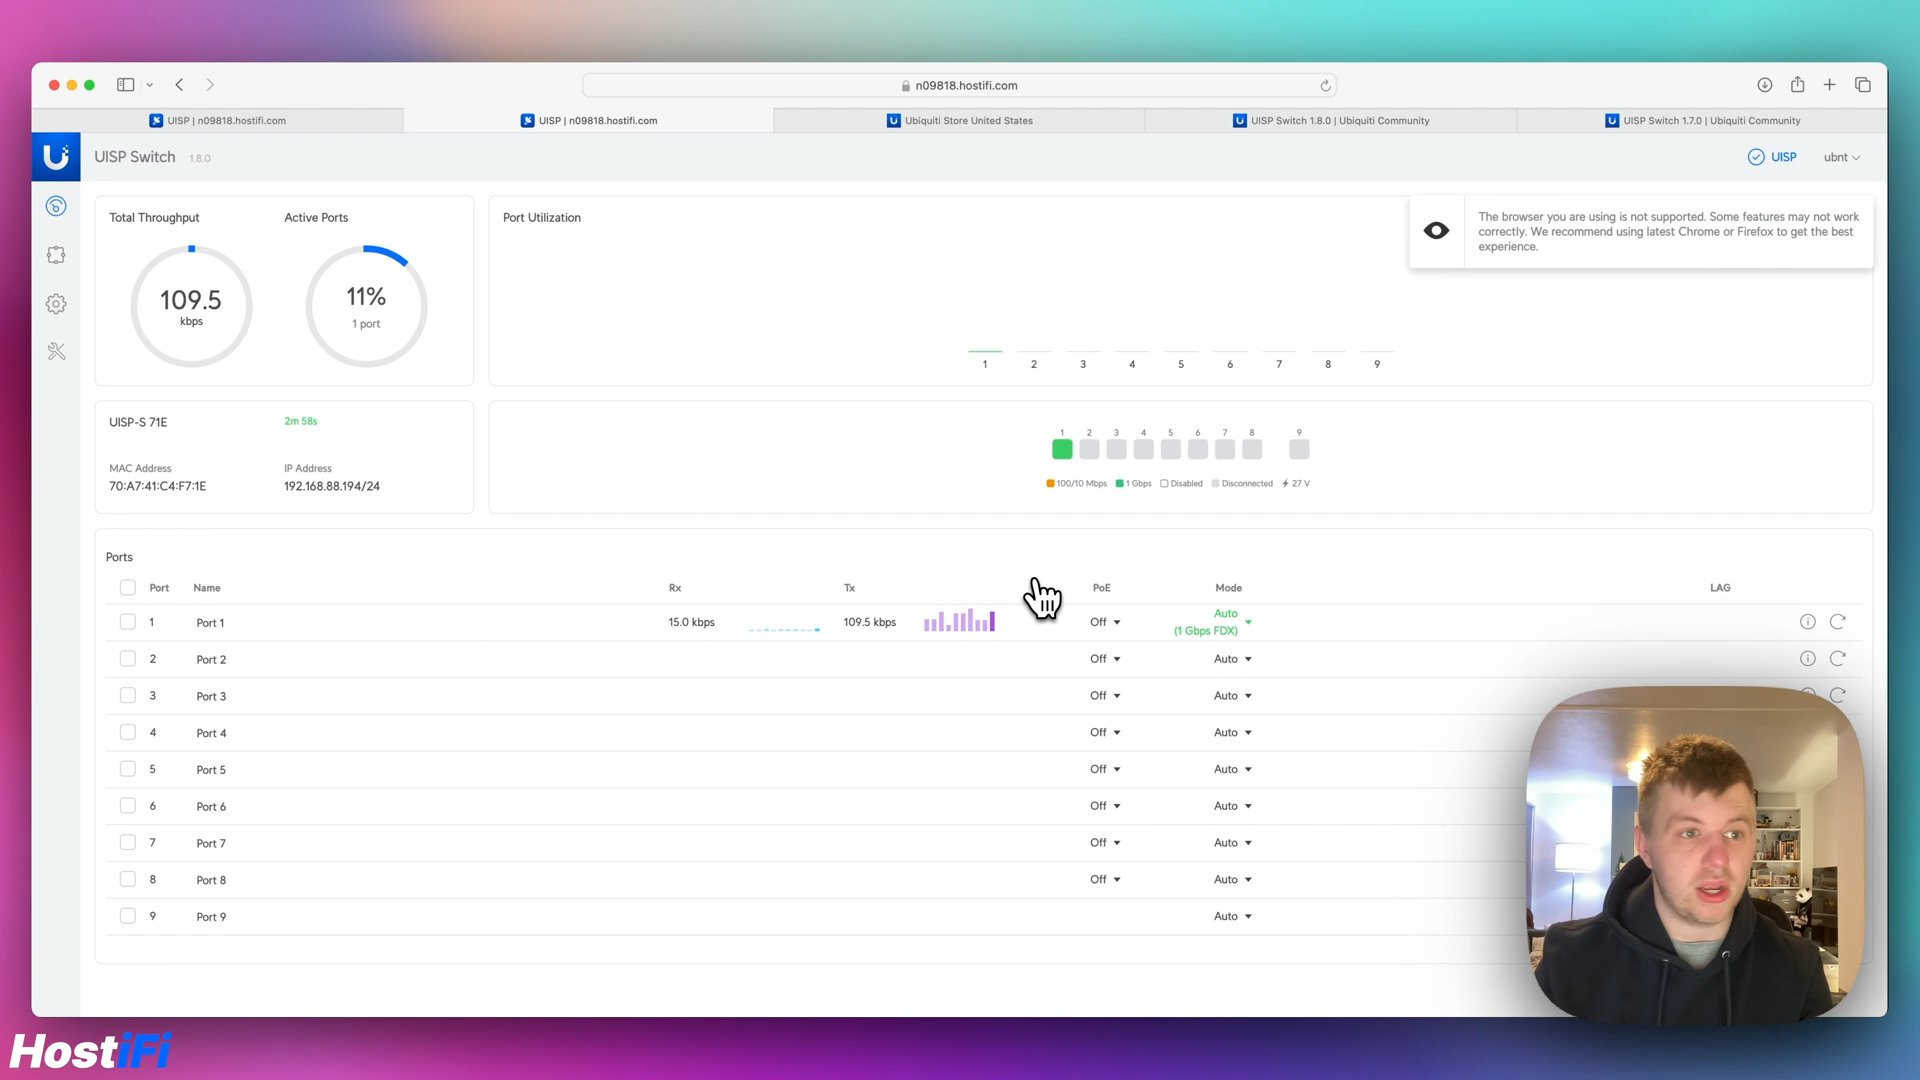 n09818.hostifi.com
UISP | n09818.hostifi.com
UISP | n09818.hostifi.com
Ubiquiti Store United States
UISP Switch 1.8.0 | Ubiquiti Community
UISP Switch 1.7.0 | Ubiquiti Community
UISP Switch 1.8.0
UISP
ubnt
Total Throughput
Active Ports
Port Utilization
The browser you are using is not supported. Some features may not work
correctly. We recommend using latest Chrome or Firefox to get the best
experience.
109.5
kbps
11%
1 port
1 2 3 4 5 6 7 8 9
UISP-S 71E
2m 58s
MAC Address
70:A7:41:C4:F7:1E
IP Address
192.168.88.194/24
1 2 3 4 5 6 7 8 9
100/10 Mbps 1 Gbps Disabled Disconnected 27 V
Ports
Port Name Rx Tx PoE Mode LAG
1 Port 1 15.0 kbps 109.5 kbps Off Auto
(1 Gbps FDX)
2 Port 2 Off Auto
3 Port 3 Off Auto
4 Port 4 Off Auto
5 Port 5 Off Auto
6 Port 6 Off Auto
7 Port 7 Off Auto
8 Port 8 Off Auto
9 Port 9 Auto
HostiFi